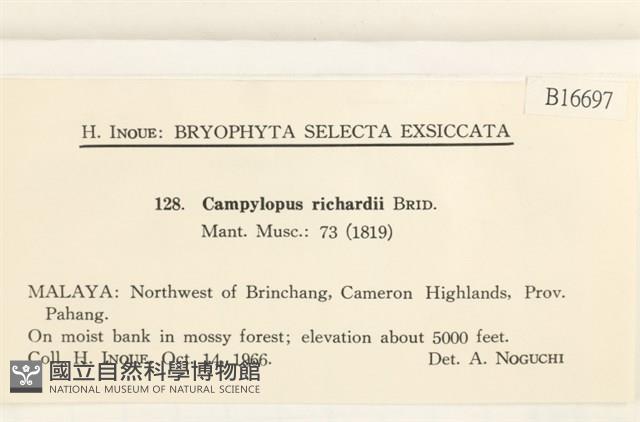 B16697
H. INOUE: BRYOPHYTA SELECTA EXSICCATA
128. Campylopus richardii BRID.
Mant. Musc.: 73 (1819)
MALAYA: Northwest of Brinchang, Cameron Highlands, Prov.
Pahang.
On moist bank in mossy forest; elevation about 5000 feet.
Coll. H. INOUE, Oct. 14, 1966. Det. A. NOGUCHI
國立自然科學博物館
NATIONAL MUSEUM OF NATURAL SCIENCE